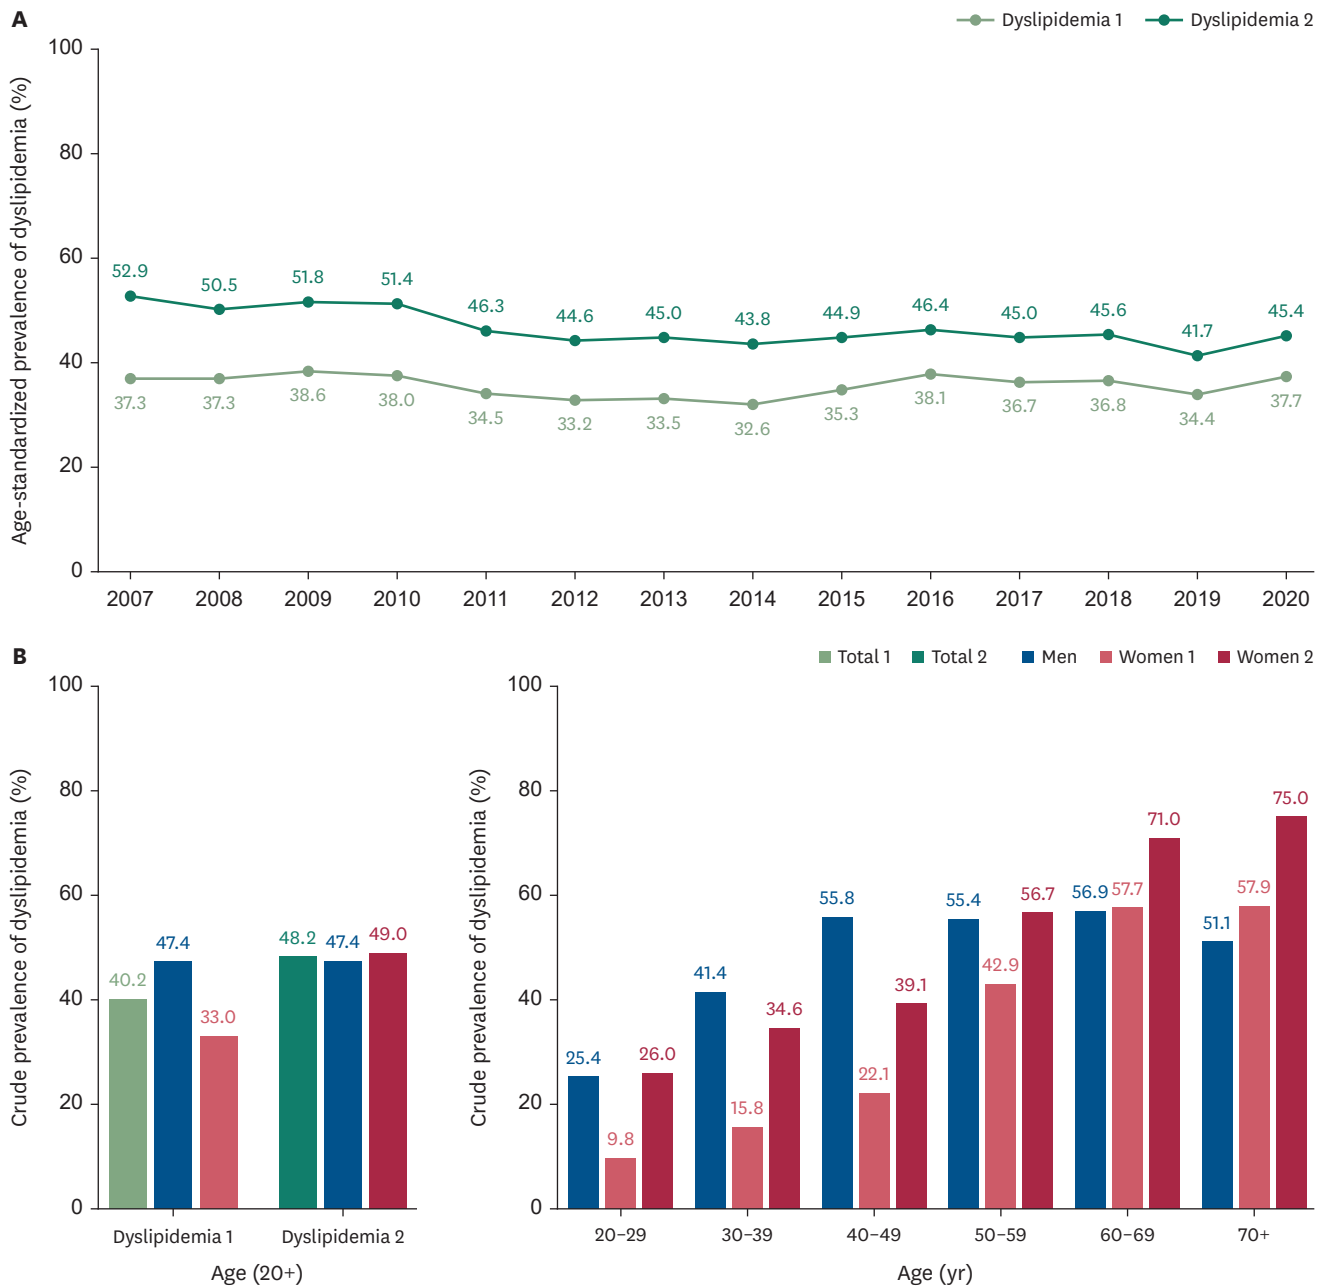 A
Dyslipidemia 1 Dyslipidemia 2
Age-standardized prevalence of dyslipidemia (%)
100
80
60
40
20
0
52.9 50.5 51.8 51.4 46.3 44.6 45.0 43.8 44.9 46.4 45.0 45.6 41.7 45.4
37.3 37.3 38.6 38.0 34.5 33.2 33.5 32.6 35.3 38.1 36.7 36.8 34.4 37.7
2007 2008 2009 2010 2011 2012 2013 2014 2015 2016 2017 2018 2019 2020
B
Total 1 Total 2 Men Women 1 Women 2
Crude prevalence of dyslipidemia (%)
100
80
60
40
20
0
40.2 47.4 33.0 48.2 47.4 49.0
Dyslipidemia 1 Dyslipidemia 2
Age (20+)
Crude prevalence of dyslipidemia (%)
100
80
60
40
20
0
25.4 9.8 26.0 41.4 15.8 34.6 55.8 22.1 39.1 55.4 42.9 56.7 56.9 57.7 71.0 51.1 57.9 75.0
20–29 30–39 40–49 50–59 60–69 70+
Age (yr)